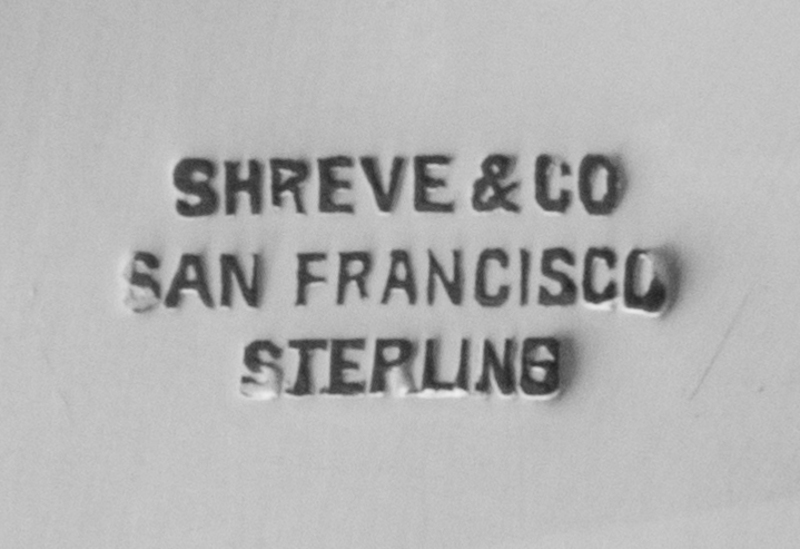 SHREVE & CO
SAN FRANCISCO
STERLING